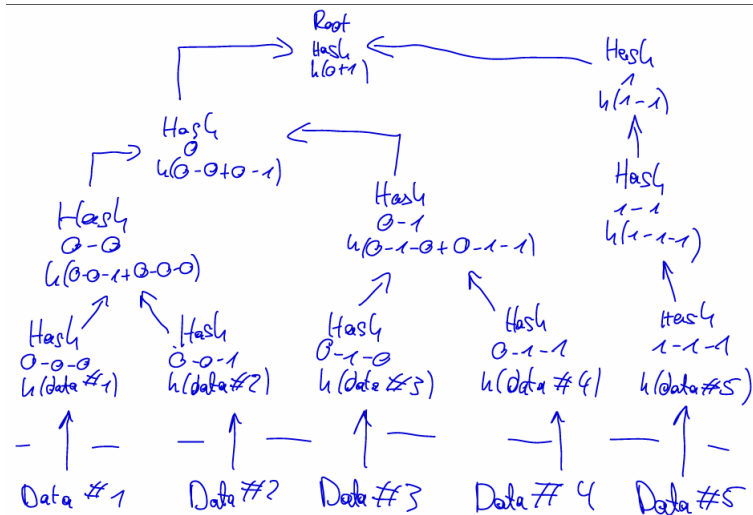 Root
Hash
h(0+1)
Hash
1
h(1-1)
Hash
0
h(0-0+0-1)
Hash
1-1
h(1-1-1)
Hash
0-1
h(0-1-0+0-1-1)
Hash
0-0
h(0-0-1+0-0-0)
Hash
0-0-0
h(data #1)
Hash
0-0-1
h(data #2)
Hash
0-1-0
h(data #3)
Hash
0-1-1
h(data #4)
Hash
1-1-1
h(data #5)
Data #1
Data #2
Data #3
Data # 4
Data #5